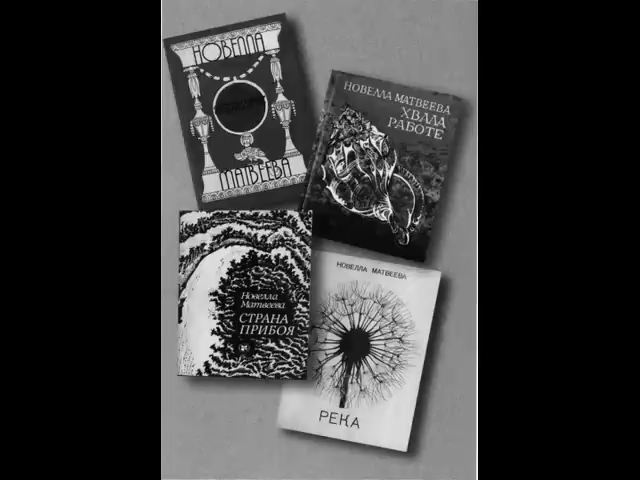 НОВЕЛЛА
МАТВЕЕВА
НОВЕЛЛА МАТВЕЕВА
ХВАЛА
РАБОТЕ
Новелла
Матвеева
СТРАНА
ПРИБОЯ
НОВЕЛЛА МАТВЕЕВА
РЕКА